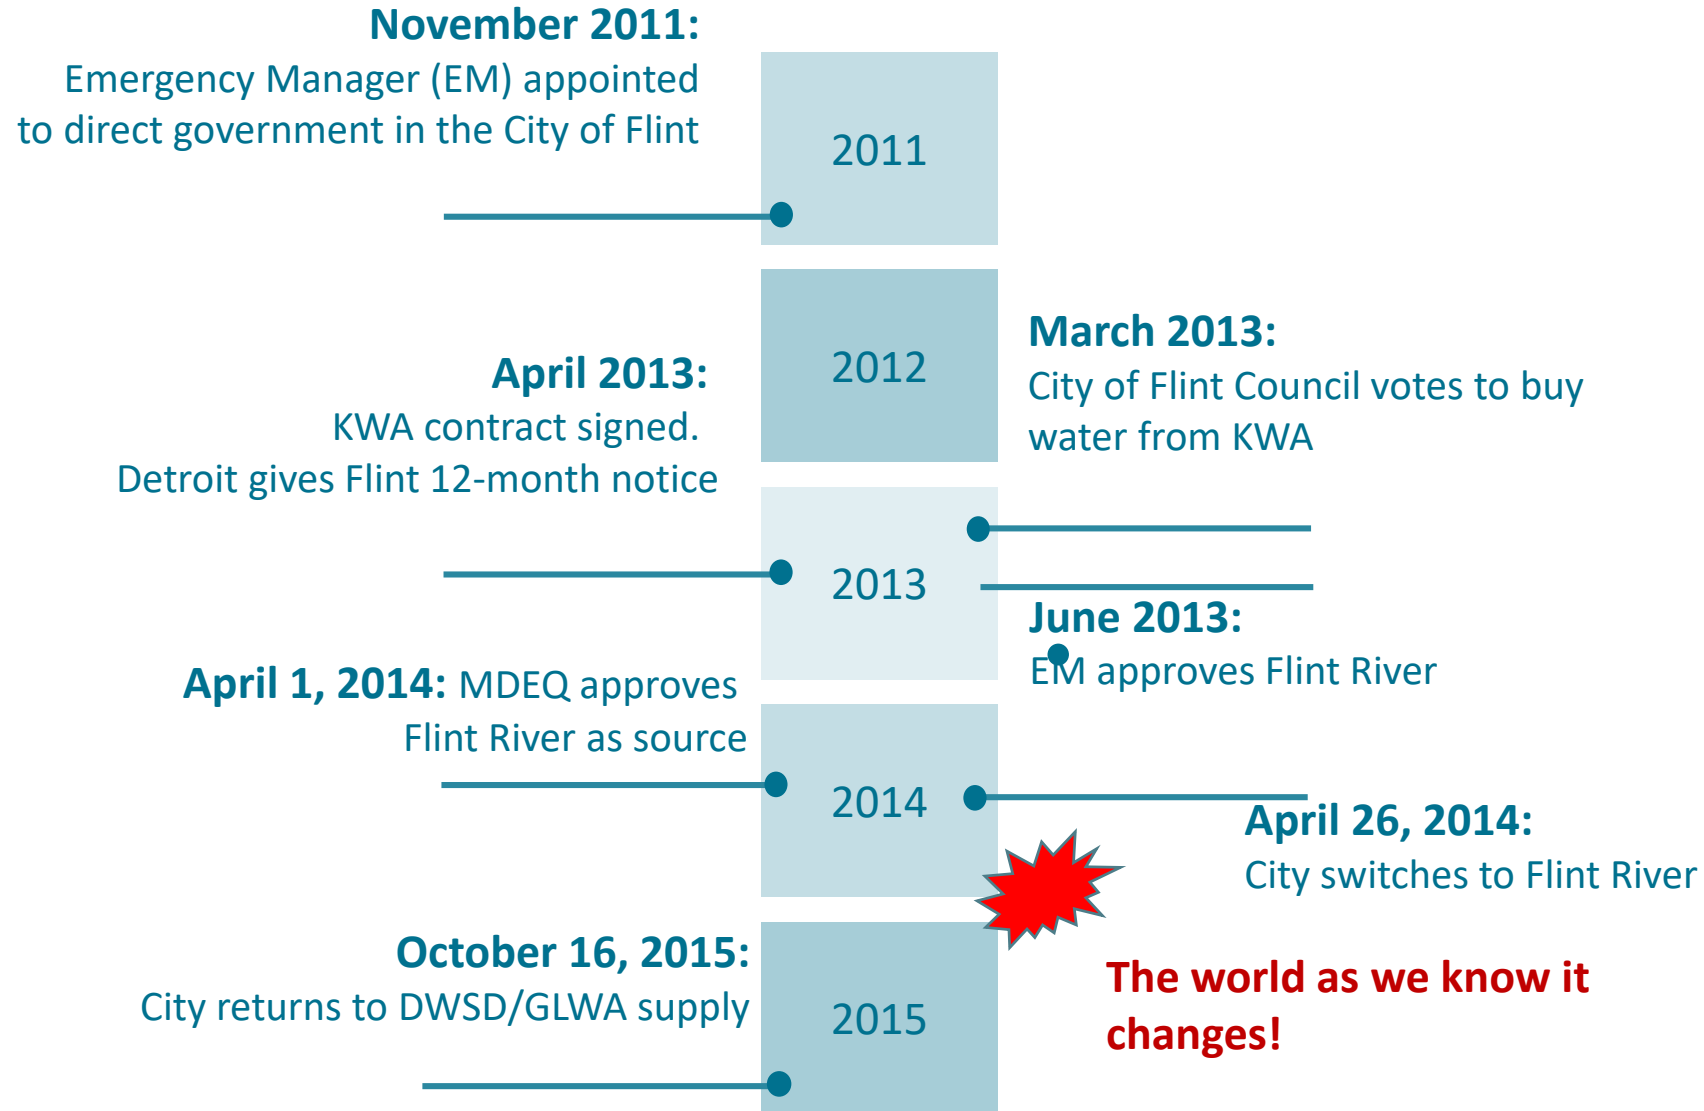 November 2011:
Emergency Manager (EM) appointed
to direct government in the City of Flint
2011
2012
March 2013:
City of Flint Council votes to buy
water from KWA
April 2013:
KWA contract signed.
Detroit gives Flint 12-month notice
2013
June 2013:
EM approves Flint River
April 1, 2014: MDEQ approves
Flint River as source
2014
April 26, 2014:
City switches to Flint River
October 16, 2015:
City returns to DWSD/GLWA supply
2015
The world as we know it
changes!